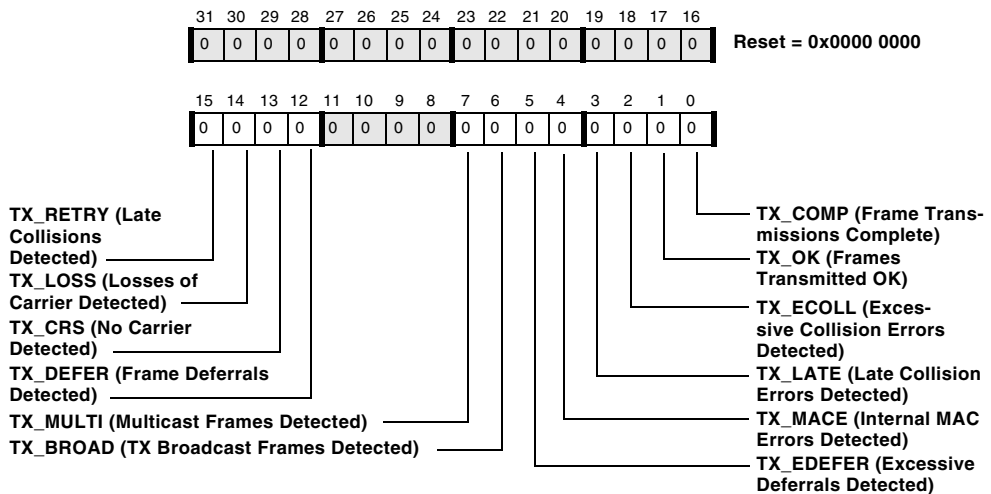 31 30 29 28 27 26 25 24 23 22 21 20 19 18 17 16
0 0 0 0 0 0 0 0 0 0 0 0 0 0 0 0
Reset = 0x0000 0000
15 14 13 12 11 10 9 8 7 6 5 4 3 2 1 0
0 0 0 0 0 0 0 0 0 0 0 0 0 0 0 0
TX_RETRY (Late
Collisions
Detected)
TX_LOSS (Losses of
Carrier Detected)
TX_CRS (No Carrier
Detected)
TX_DEFER (Frame Deferrals
Detected)
TX_MULTI (Multicast Frames Detected)
TX_BROAD (TX Broadcast Frames Detected)
TX_COMP (Frame Trans-
missions Complete)
TX_OK (Frames
Transmitted OK)
TX_ECOLL (Exces-
sive Collision Errors
Detected)
TX_LATE (Late Collision
Errors Detected)
TX_MACE (Internal MAC
Errors Detected)
TX_EDEFER (Excessive
Deferrals Detected)